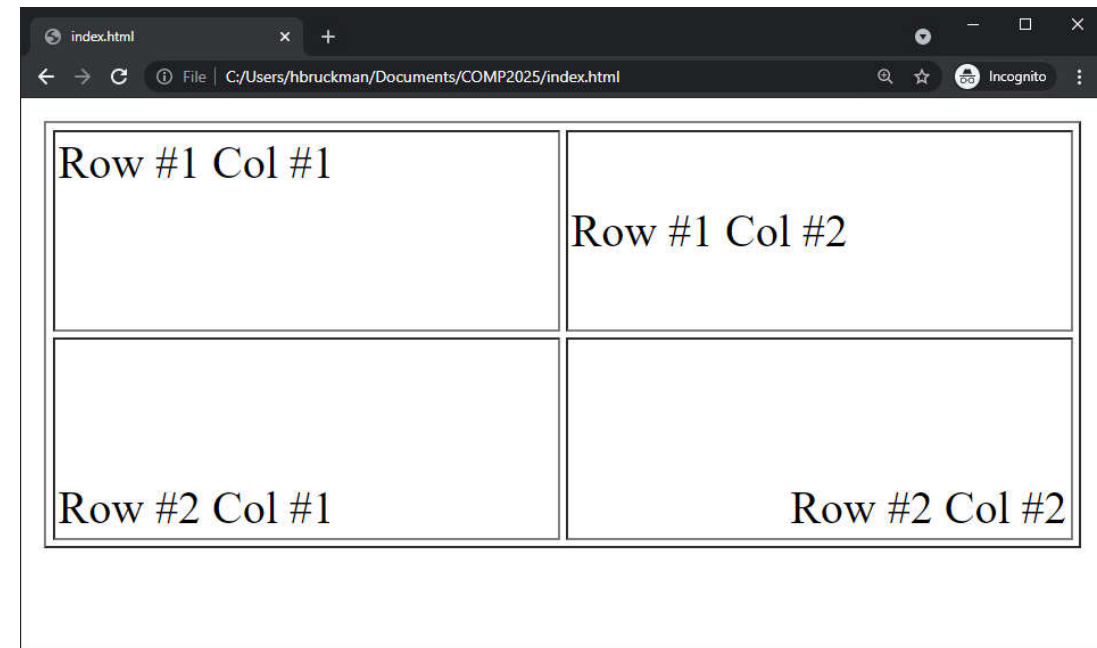 index.html
File C:/Users/hbruckman/Documents/COMP2025/index.html Incognito
Row #1 Col #1
Row #1 Col #2
Row #2 Col #1
Row #2 Col #2